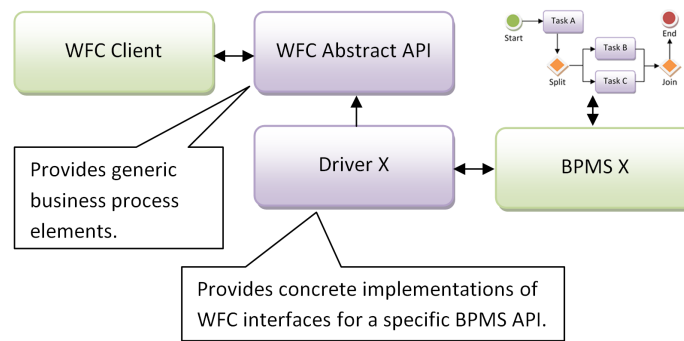 WFC Client
WFC Abstract API
Start
Task A
Split
Task B
Task C
Join
End
Provides generic
business process
elements.
Driver X
BPMS X
Provides concrete implementations of
WFC interfaces for a specific BPMS API.